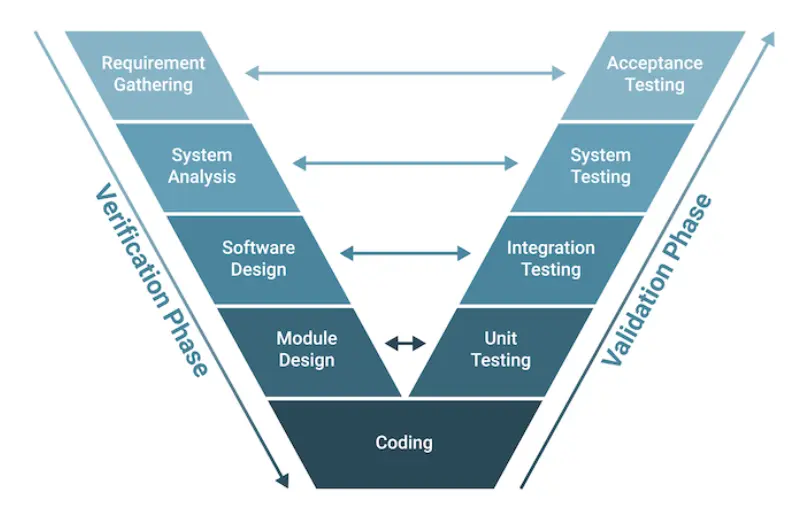 Requirement
Gathering
Acceptance
Testing
System
Analysis
System
Testing
Verification Phase
Software
Design
Integration
Testing
Validation Phase
Module
Design
Unit
Testing
Coding